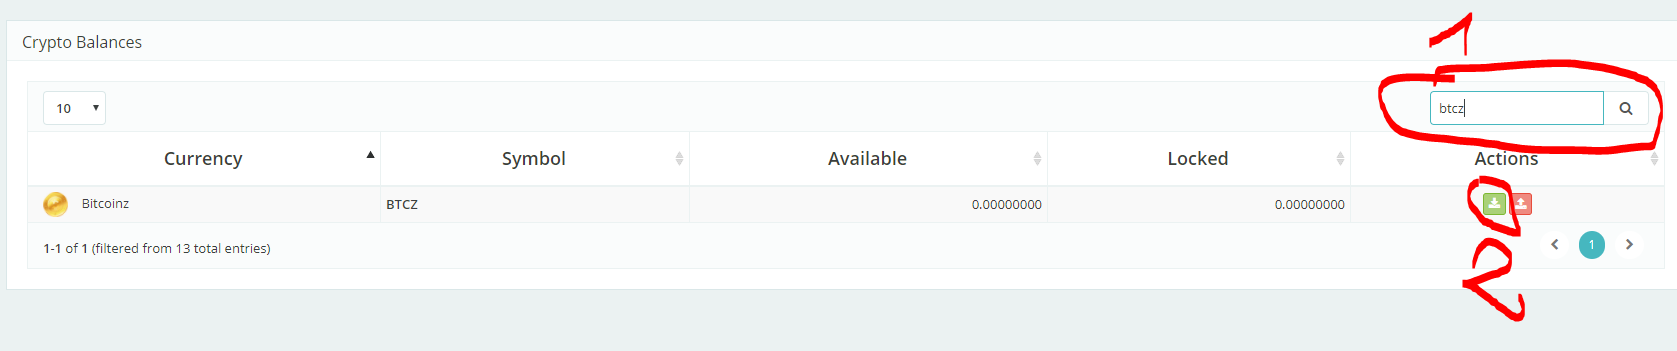 Crypto Balances
1
10
btcz
Currency Symbol Available Locked Actions
Bitcoinz BTCZ 0.00000000 0.00000000
1-1 of 1 (filtered from 13 total entries)
1
2